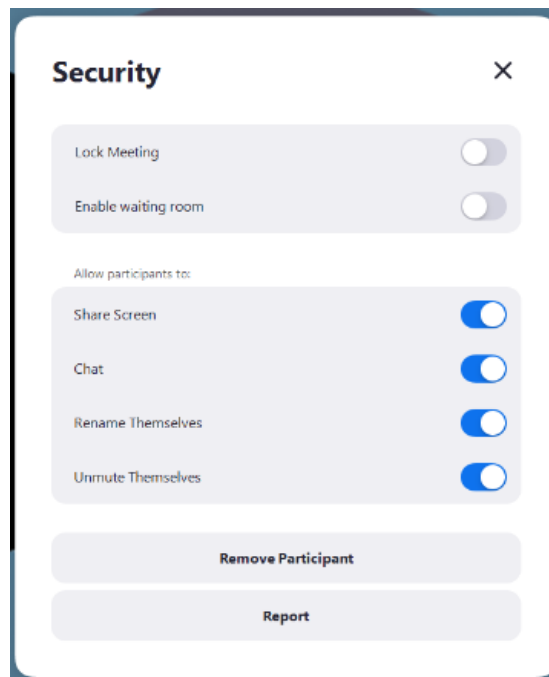 Security
Lock Meeting
Enable waiting room
Allow participants to:
Share Screen
Chat
Rename Themselves
Unmute Themselves
Remove Participant
Report